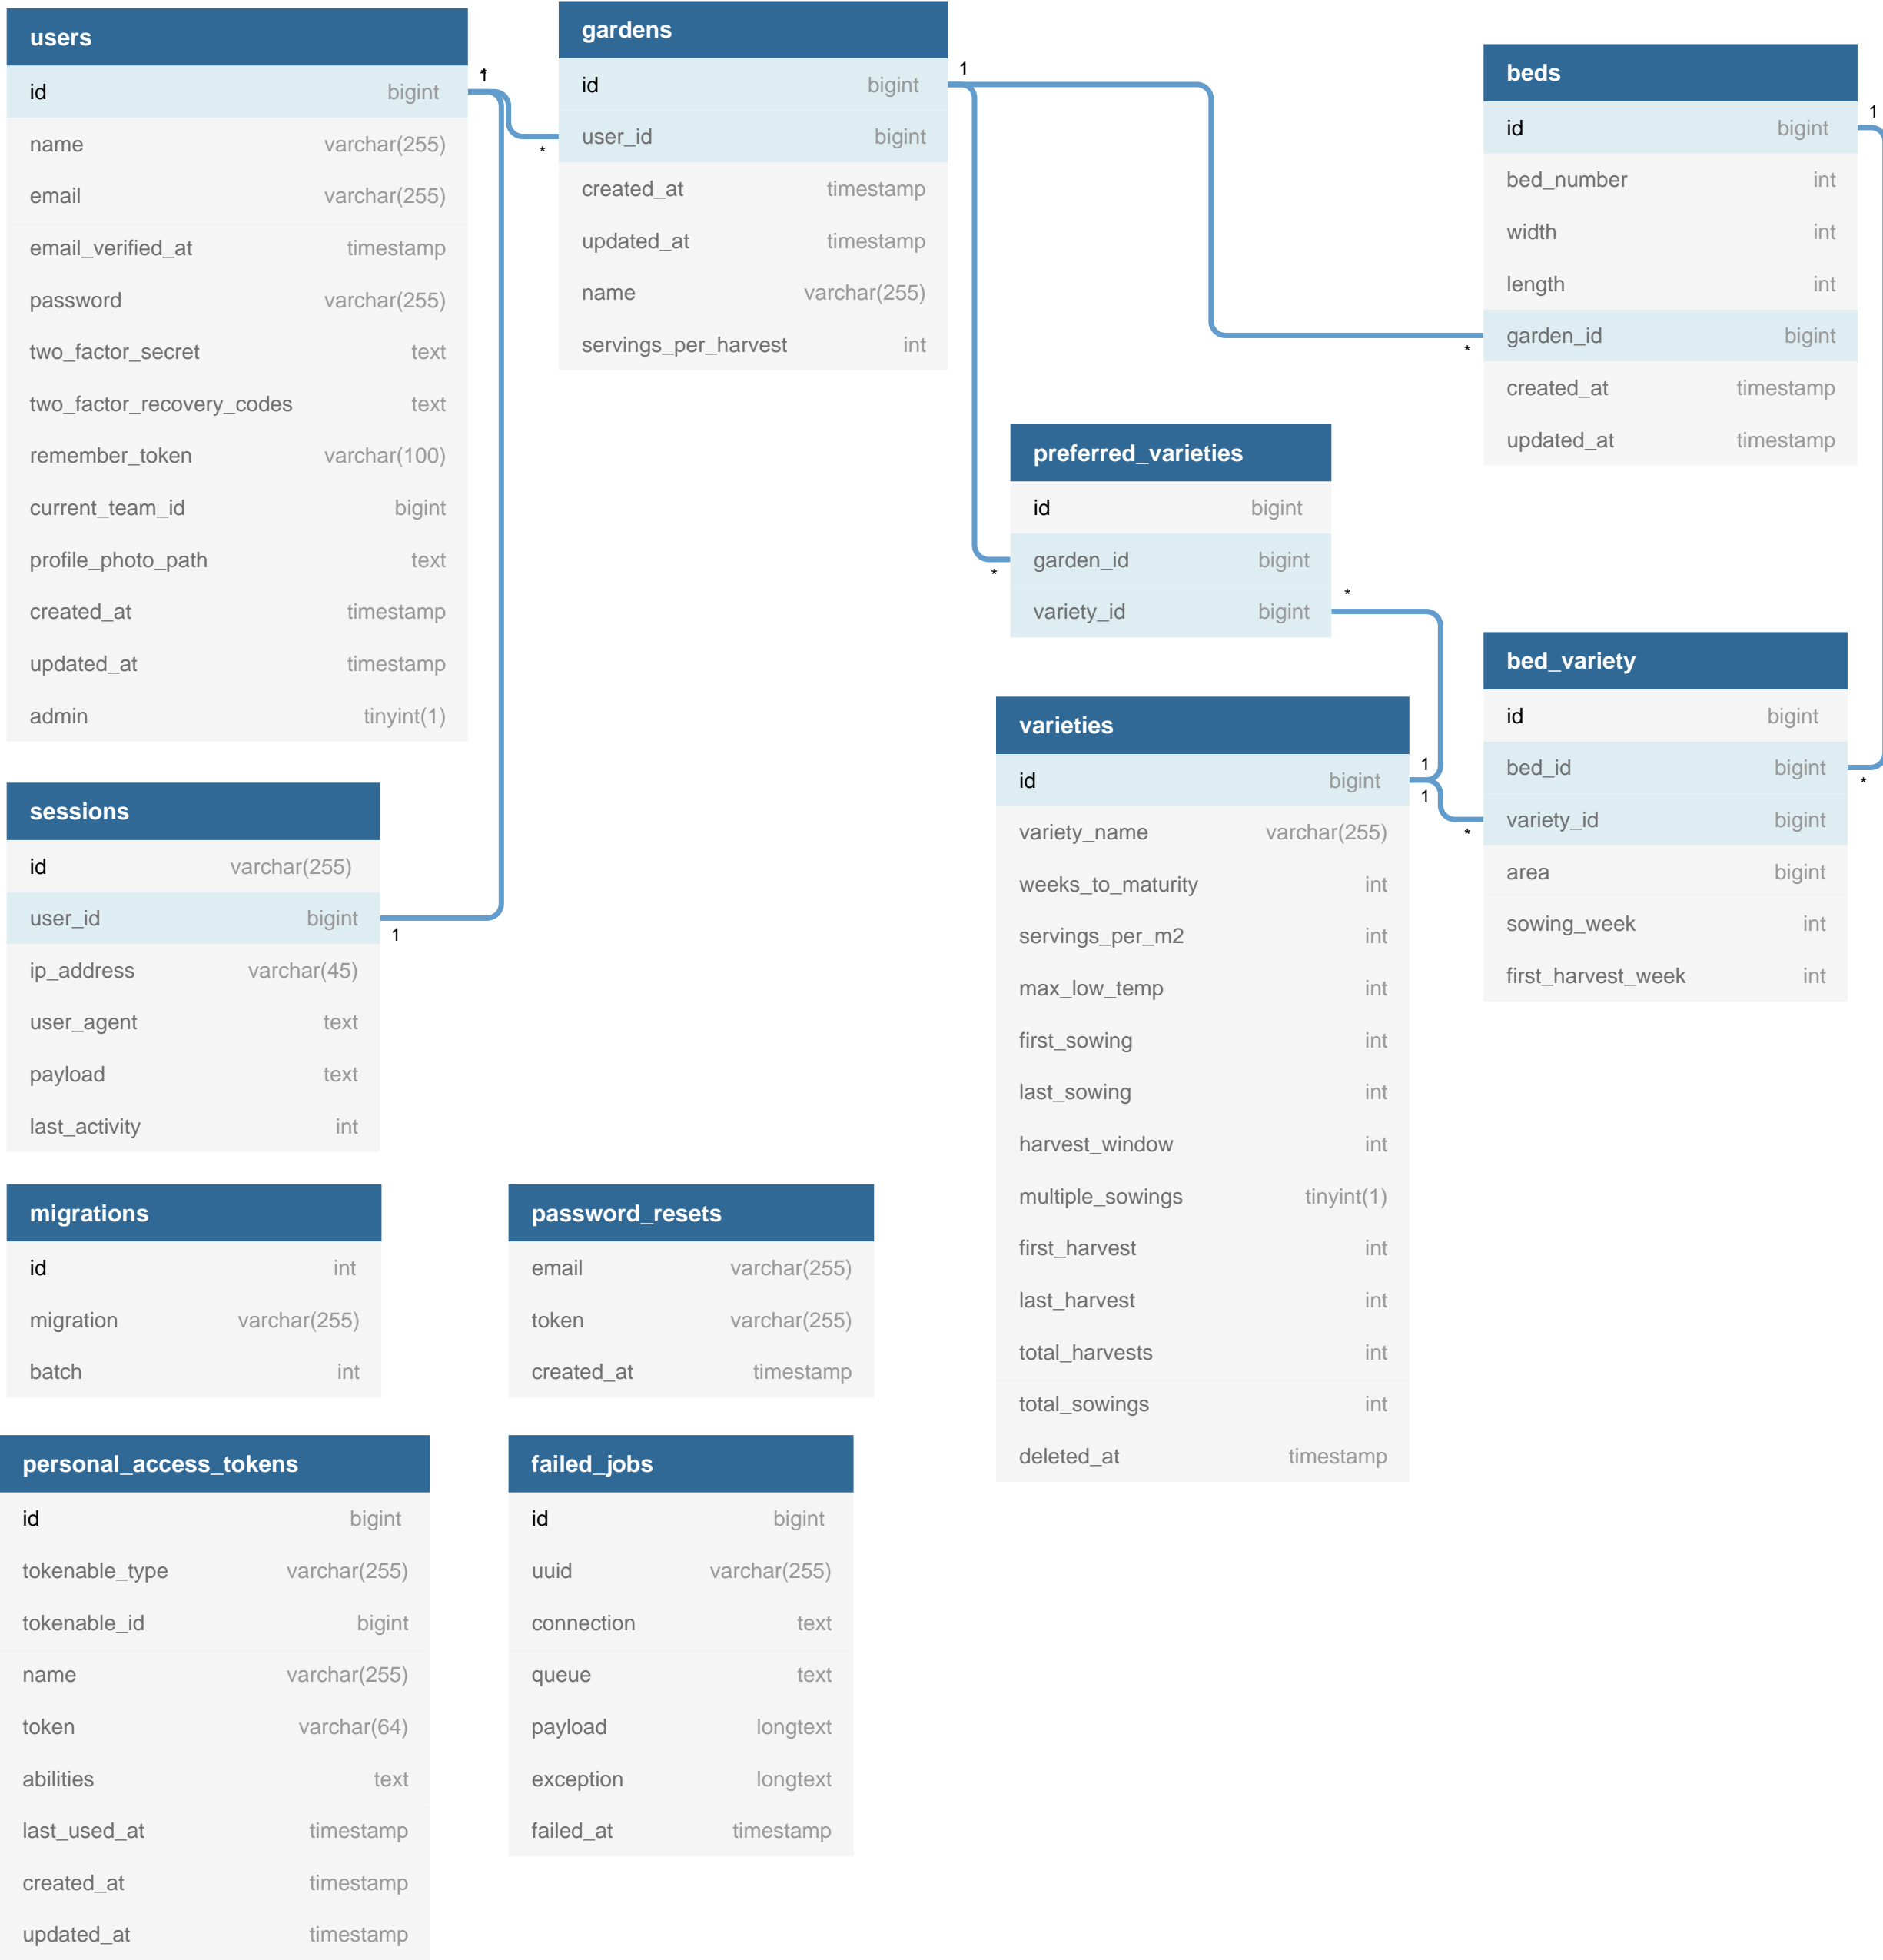 users
id bigint
name varchar(255)
email varchar(255)
email_verified_at timestamp
password varchar(255)
two_factor_secret text
two_factor_recovery_codes text
remember_token varchar(100)
current_team_id bigint
profile_photo_path text
created_at timestamp
updated_at timestamp
admin tinyint(1)
1
*
*
gardens
id bigint
user_id bigint
created_at timestamp
updated_at timestamp
name varchar(255)
servings_per_harvest int
1
*
*
beds
id bigint
bed_number int
width int
length int
garden_id bigint
created_at timestamp
updated_at timestamp
1
preferred_varieties
id bigint
garden_id bigint
variety_id bigint
*
bed_variety
id bigint
bed_id bigint
variety_id bigint
area bigint
sowing_week int
first_harvest_week int
*
*
varieties
id bigint
variety_name varchar(255)
weeks_to_maturity int
servings_per_m2 int
max_low_temp int
first_sowing int
last_sowing int
harvest_window int
multiple_sowings tinyint(1)
first_harvest int
last_harvest int
total_harvests int
total_sowings int
deleted_at timestamp
1
1
sessions
id varchar(255)
user_id bigint
ip_address varchar(45)
user_agent text
payload text
last_activity int
1
migrations
id int
migration varchar(255)
batch int
password_resets
email varchar(255)
token varchar(255)
created_at timestamp
personal_access_tokens
id bigint
tokenable_type varchar(255)
tokenable_id bigint
name varchar(255)
token varchar(64)
abilities text
last_used_at timestamp
created_at timestamp
updated_at timestamp
failed_jobs
id bigint
uuid varchar(255)
connection text
queue text
payload longtext
exception longtext
failed_at timestamp